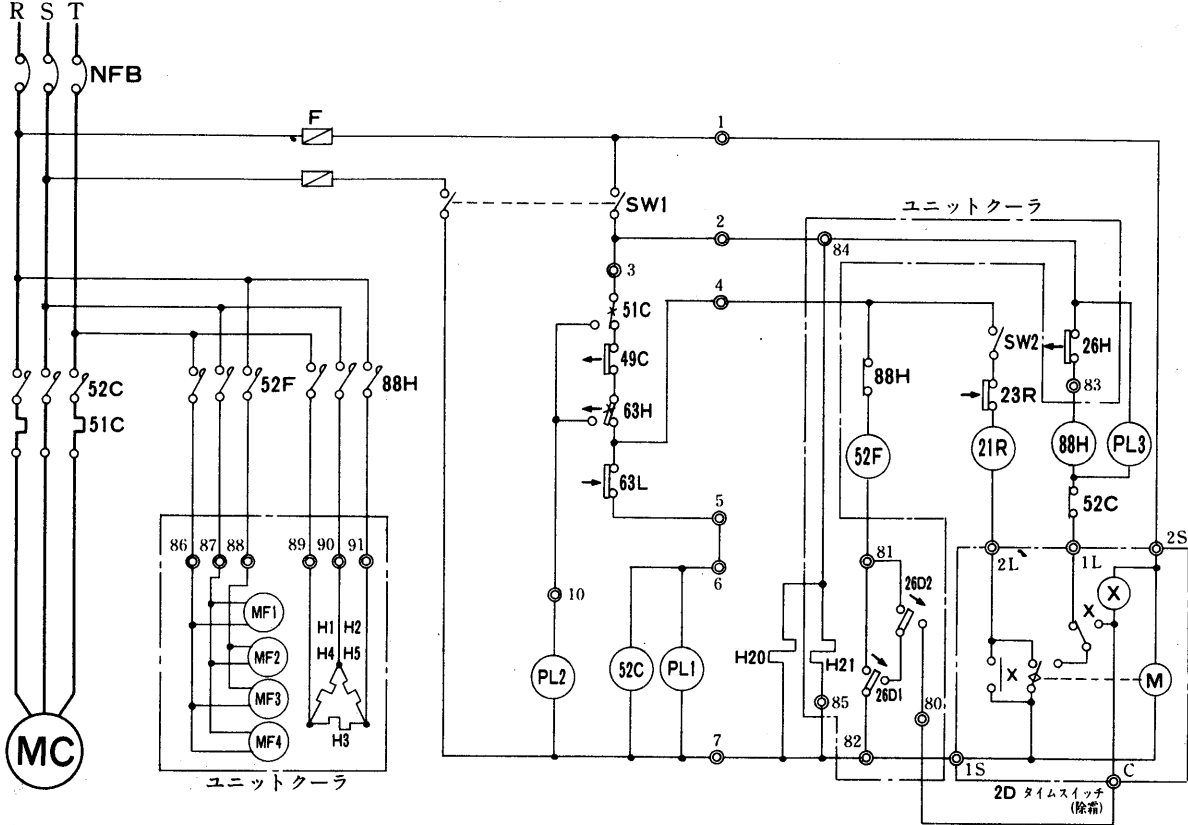 R S T
NFB
F
1
SW1
ユニットクーラ
2
84
3
4
51C
49C
63H
63L
SW2
26H
83
23R
88H
52F
21R
88H
PL3
52C
52C
51C
52F
88H
5
6
10
81
26D2
2L
1L
2S
X
X
X
M
86 87 88 89 90 91
MF1
MF2
MF3
MF4
H1 H2
H4 H5
H3
PL2
52C
PL1
H20
H21
26D1
85
80
7
82
1S
C
MC
ユニットクーラ
2D タイムスイッチ
(除霜)